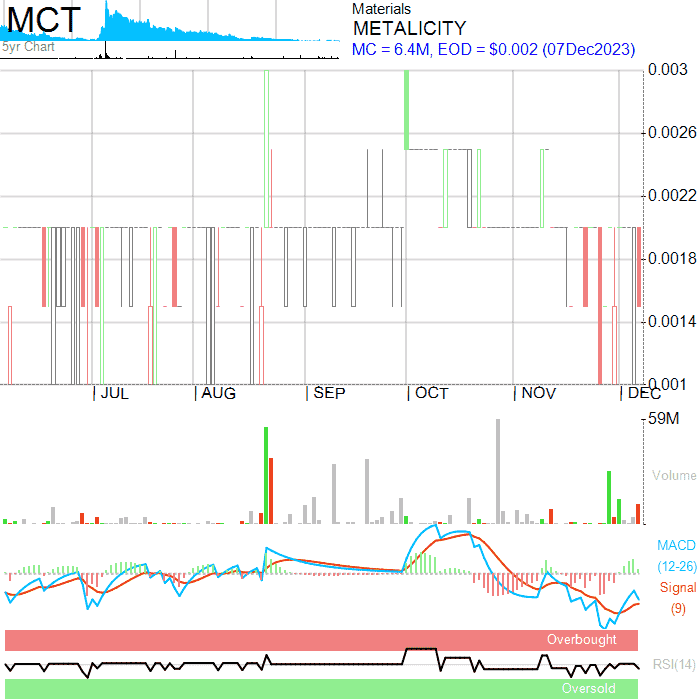 MCT
5yr Chart
Materials
METALICITY
MC = 6.4M, EOD = $0.002 (07Dec2023)
0.003
0.0026
0.0022
0.0018
0.0014
0.001
JUL
AUG
SEP
OCT
NOV
DEC
59M
Volume
MACD
(12-26)
Signal
(9)
Overbought
RSI(14)
Oversold